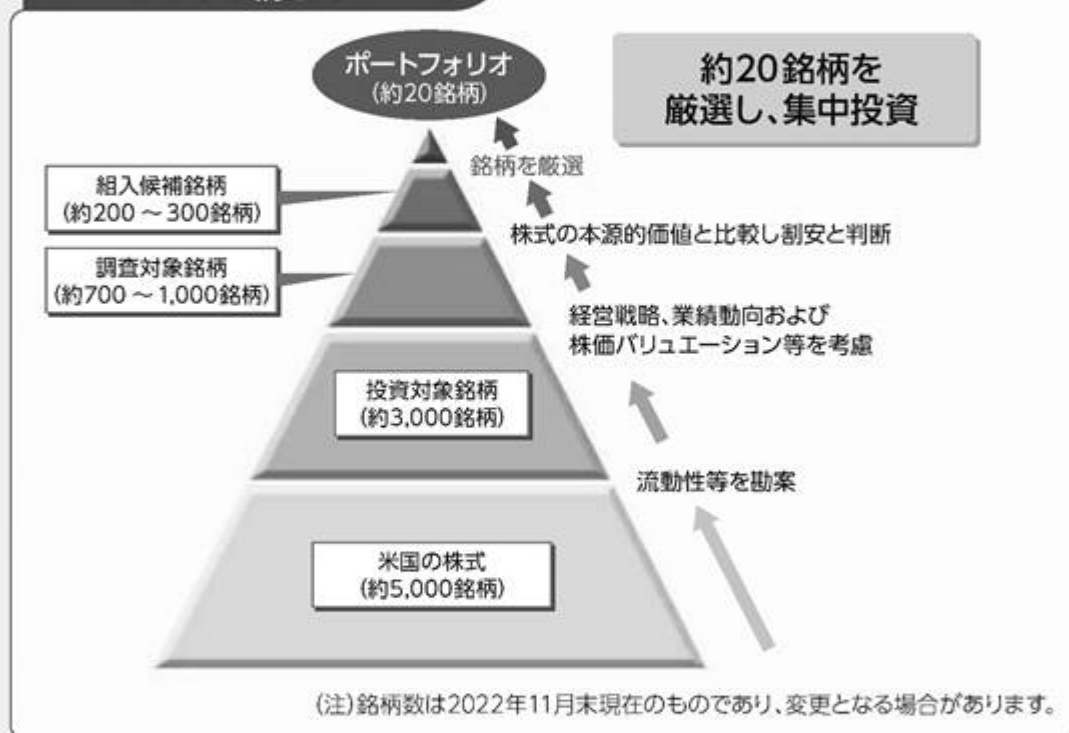 ポートフォリオ
(約20銘柄)
約20銘柄を
厳選し、集中投資
銘柄を厳選
組入候補銘柄
(約200～300銘柄)
株式の本源的価値と比較し割安と判断
調査対象銘柄
(約700～1,000銘柄)
経営戦略、業績動向および
株価バリュエーション等を考慮
投資対象銘柄
(約3,000銘柄)
流動性等を勘案
米国の株式
(約5,000銘柄)
(注)銘柄数は2022年11月末現在のものであり、変更となる場合があります。